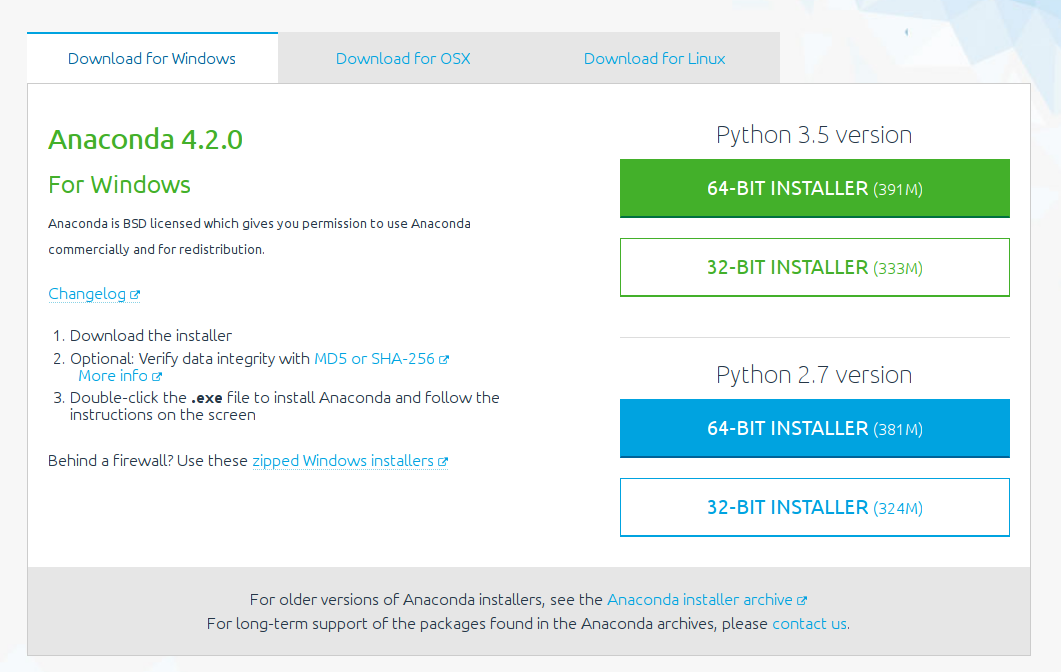 Download for Windows
Download for OSX
Download for Linux
Anaconda 4.2.0
For Windows
Anaconda is BSD licensed which gives you permission to use Anaconda
commercially and for redistribution.
Changelog
1. Download the installer
2. Optional: Verify data integrity with MD5 or SHA-256
More info
3. Double-click the .exe file to install Anaconda and follow the
instructions on the screen
Behind a firewall? Use these zipped Windows installers
Python 3.5 version
64-BIT INSTALLER (391M)
32-BIT INSTALLER (333M)
Python 2.7 version
64-BIT INSTALLER (381M)
32-BIT INSTALLER (324M)
For older versions of Anaconda installers, see the Anaconda installer archive
For long-term support of the packages found in the Anaconda archives, please contact us.